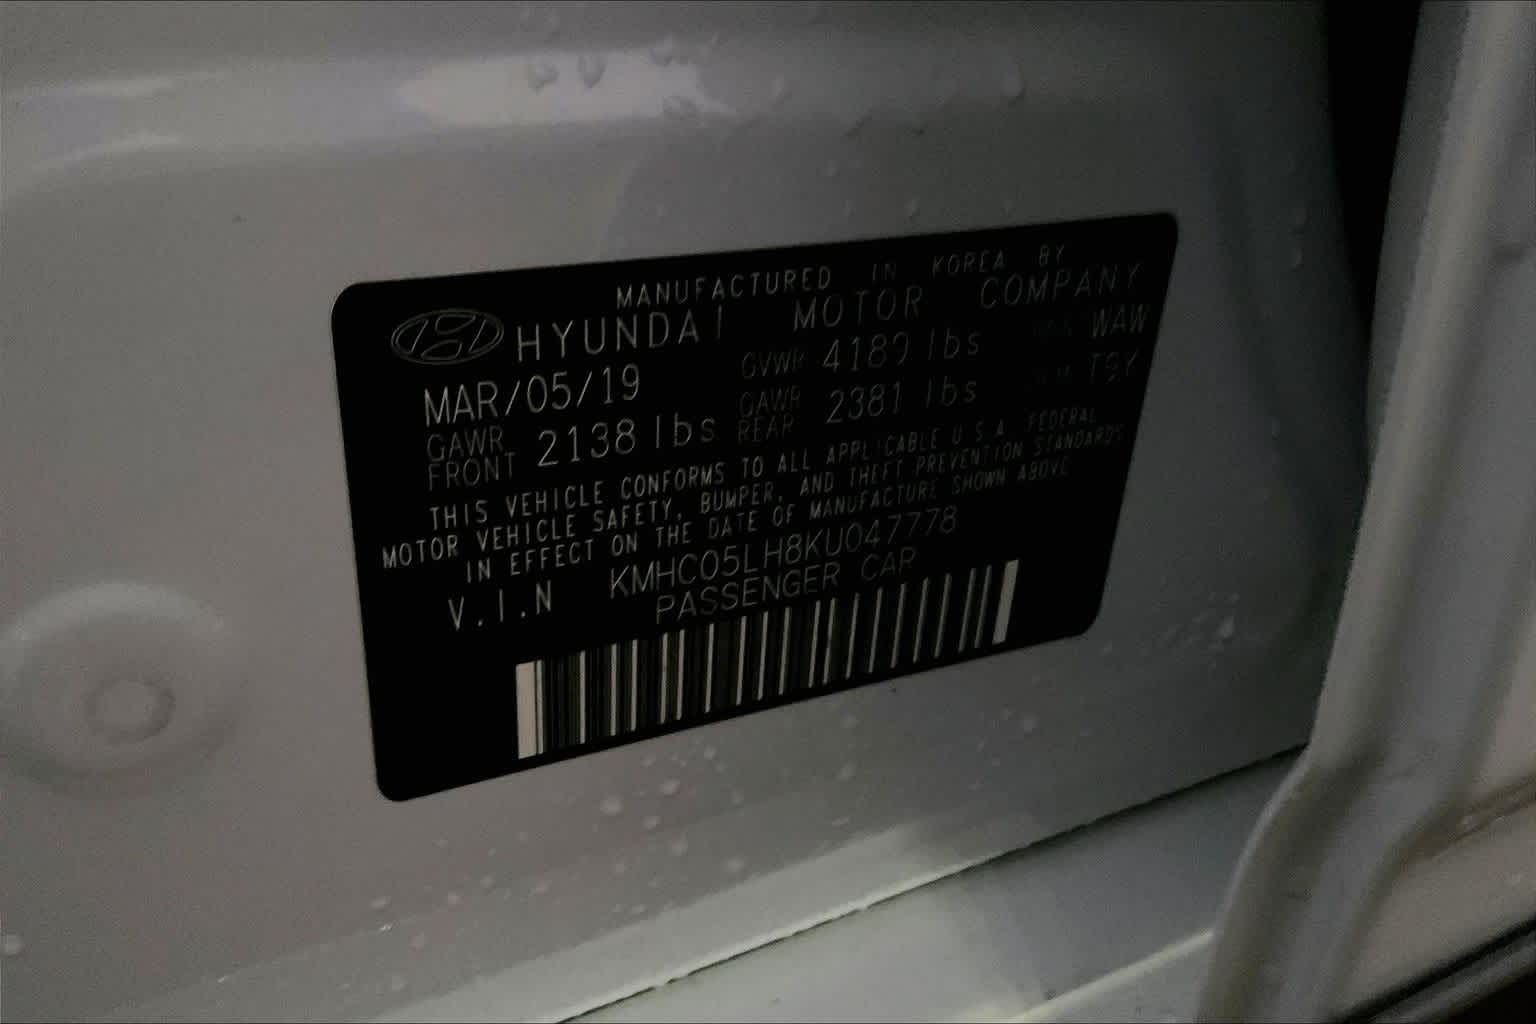 MANUFACTURED IN KOREA BY
HYUNDAI MOTOR COMPANY
MAR/05/19 GVWR 4189 lbs WAW
GAWR FRONT 2138 lbs GAWR REAR 2381 lbs T9Y
THIS VEHICLE CONFORMS TO ALL APPLICABLE U.S.A. FEDERAL
MOTOR VEHICLE SAFETY, BUMPER, AND THEFT PREVENTION STANDARDS
IN EFFECT ON THE DATE OF MANUFACTURE SHOWN ABOVE
V.I.N KMHC05LH8KU047778
PASSENGER CAR